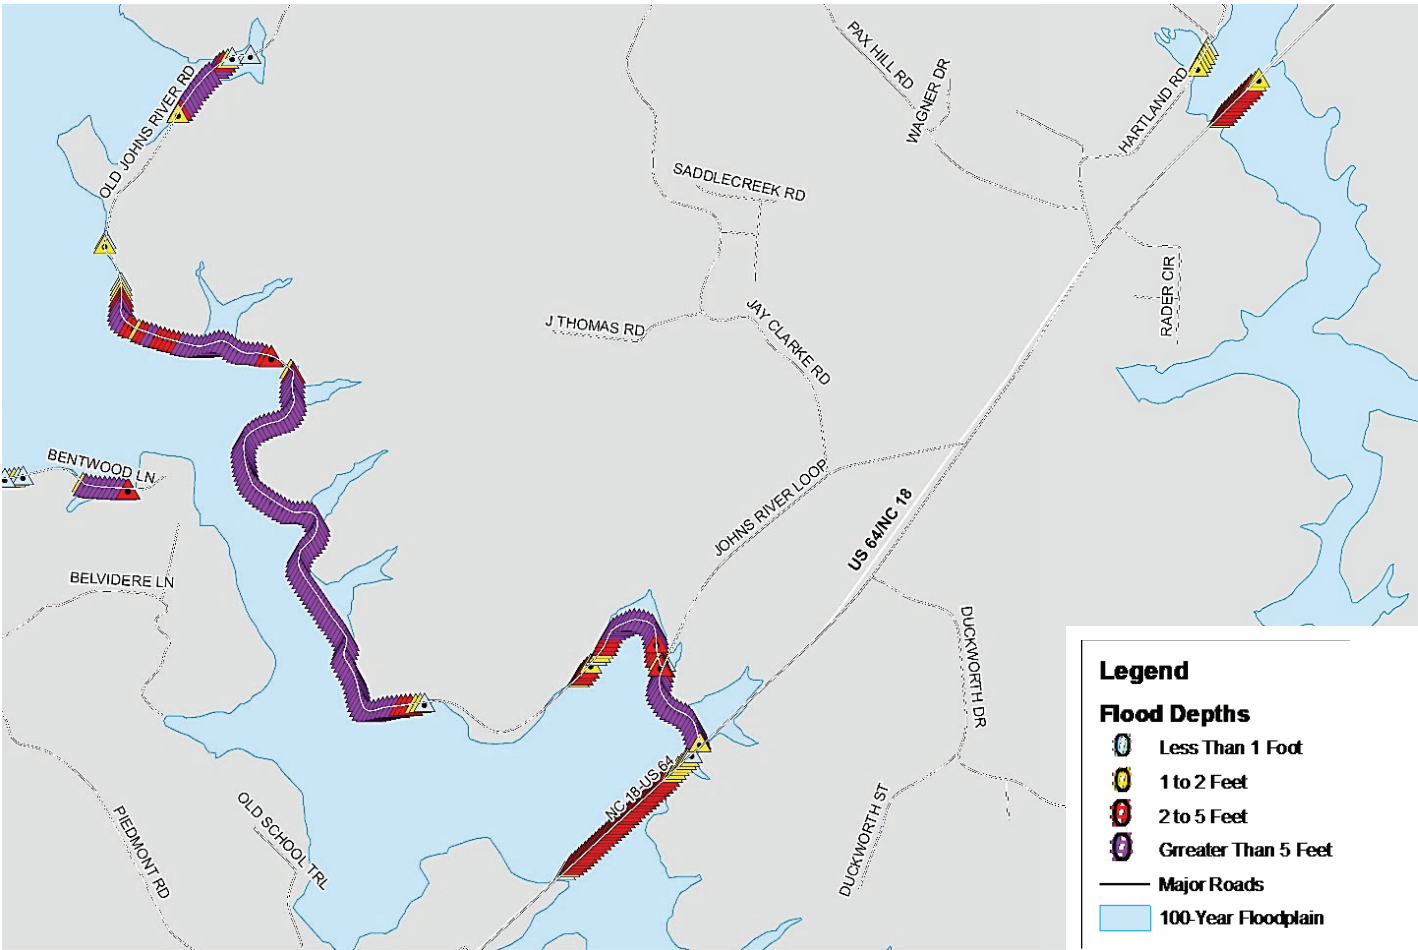 PAX HILL RD
WAGNER DR
HARTLAND RD
OLD JOHNS RIVER RD
SADDLECREEK RD
RADER CIR
J THOMAS RD
JAY CLARKE RD
BENTWOOD LN
JOHNS RIVER LOOP
US 64/NC 18
BELVIDERE LN
DUCKWORTH DR
NC 18-US 64
DUCKWORTH ST
PIEDMONT RD
OLD SCHOOL TRL
Legend
Flood Depths
Less Than 1 Foot
1 to 2 Feet
2 to 5 Feet
Grreater Than 5 Feet
Major Roads
100-Year Floodplain